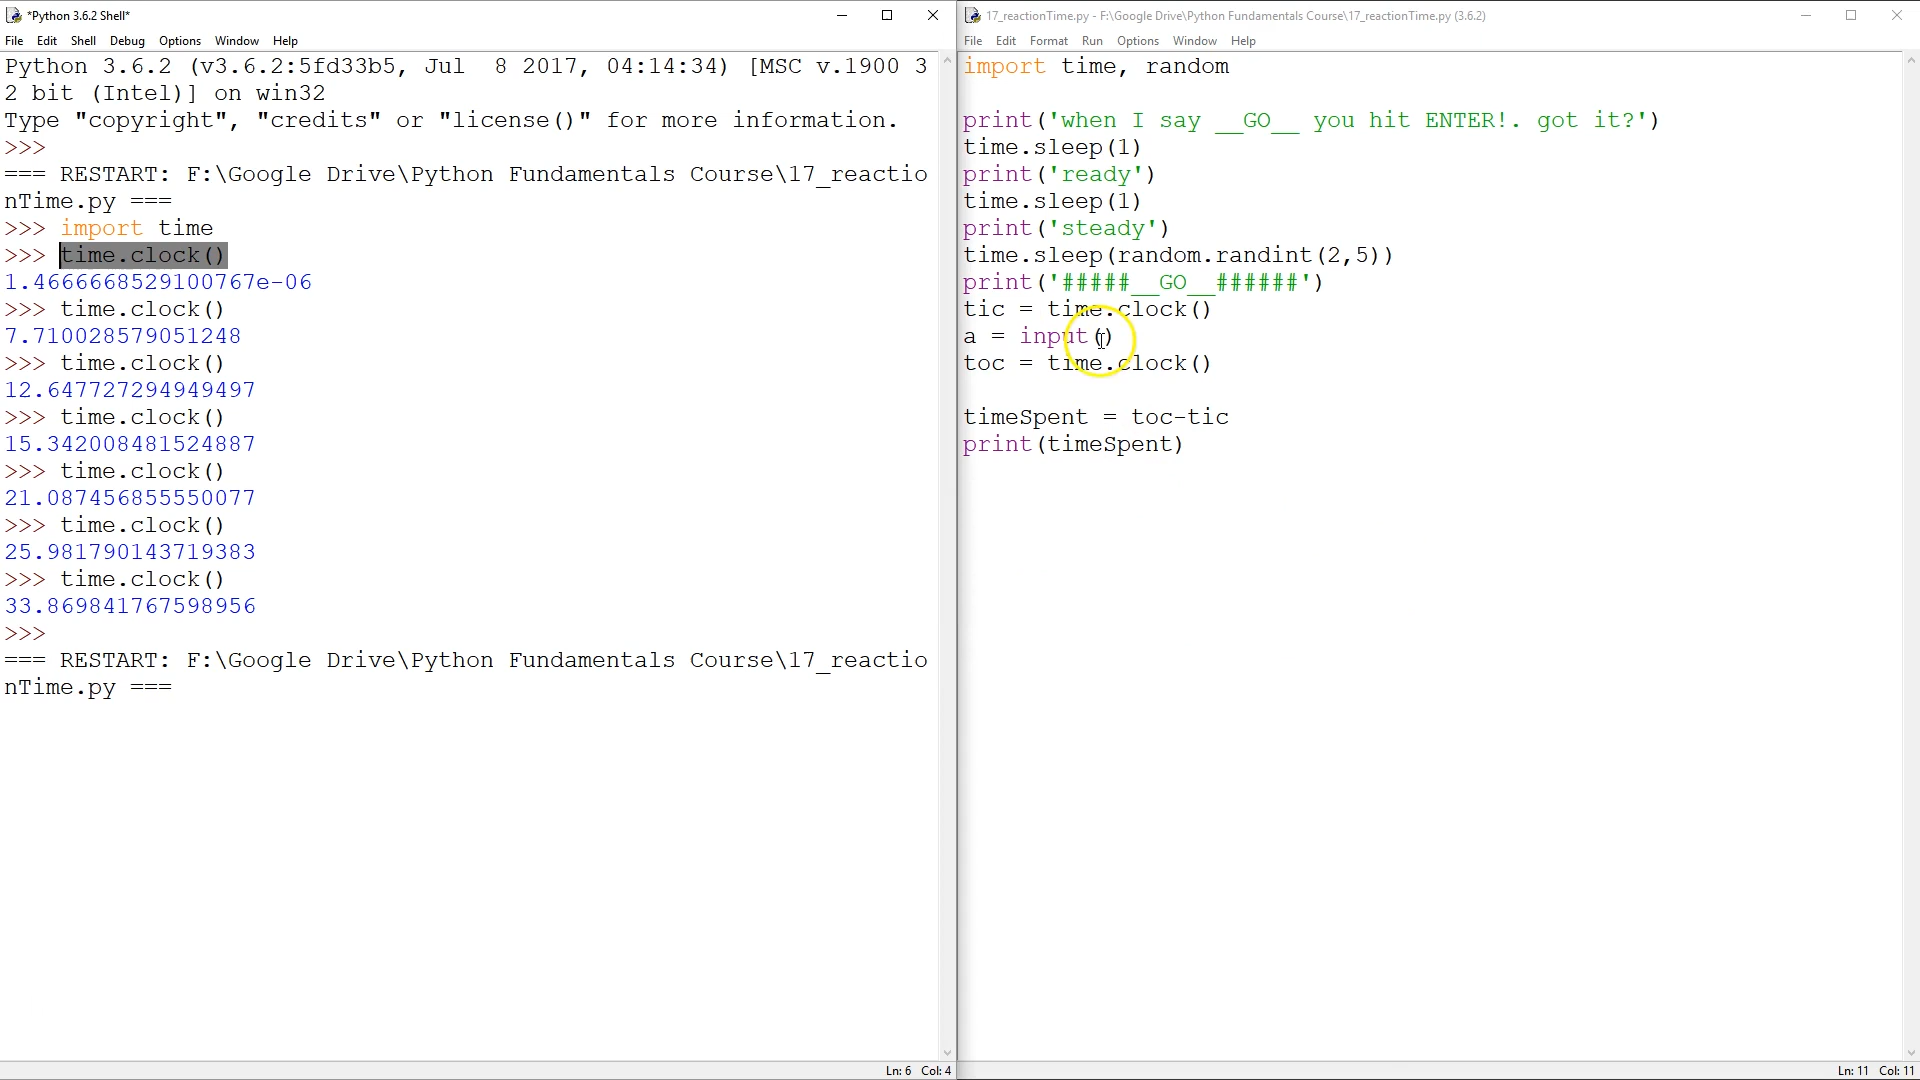 *Python 3.6.2 Shell*
File Edit Shell Debug Options Window Help
Python 3.6.2 (v3.6.2:5fd33b5, Jul  8 2017, 04:14:34) [MSC v.1900 3
2 bit (Intel)] on win32
Type "copyright", "credits" or "license()" for more information.
>>>
=== RESTART: F:\Google Drive\Python Fundamentals Course\17_reactio
nTime.py ===
>>> import time
>>> time.clock()
1.4666668529100767e-06
>>> time.clock()
7.710028579051248
>>> time.clock()
12.647727294949497
>>> time.clock()
15.342008481524887
>>> time.clock()
21.087456855550077
>>> time.clock()
25.981790143719383
>>> time.clock()
33.869841767598956
>>>
=== RESTART: F:\Google Drive\Python Fundamentals Course\17_reactio
nTime.py ===
Ln: 6 Col: 4
17_reactionTime.py - F:\Google Drive\Python Fundamentals Course\17_reactionTime.py (3.6.2)
File Edit Format Run Options Window Help
import time, random
print('when I say __GO__ you hit ENTER!. got it?')
time.sleep(1)
print('ready')
time.sleep(1)
print('steady')
time.sleep(random.randint(2,5))
print('#####__GO__######')
tic = time.clock()
a = input()
toc = time.clock()
timeSpent = toc-tic
print(timeSpent)
Ln: 11 Col: 11